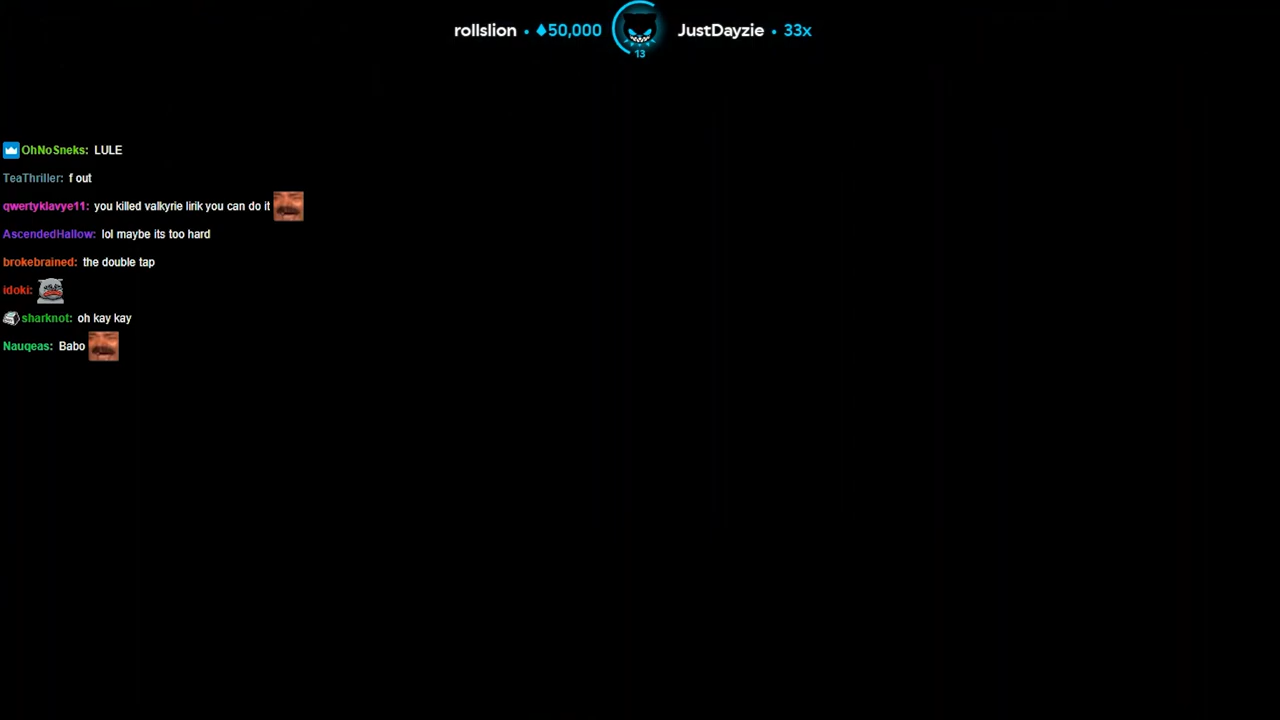 rollslion • 50,000
13
JustDayzie • 33x
OhNoSneks: LULE
TeaThriller: f out
qwertyklavye11: you killed valkyrie lirik you can do it
AscendedHallow: lol maybe its too hard
brokebrained: the double tap
idoki:
sharknot: oh kay kay
Nauqeas: Babo